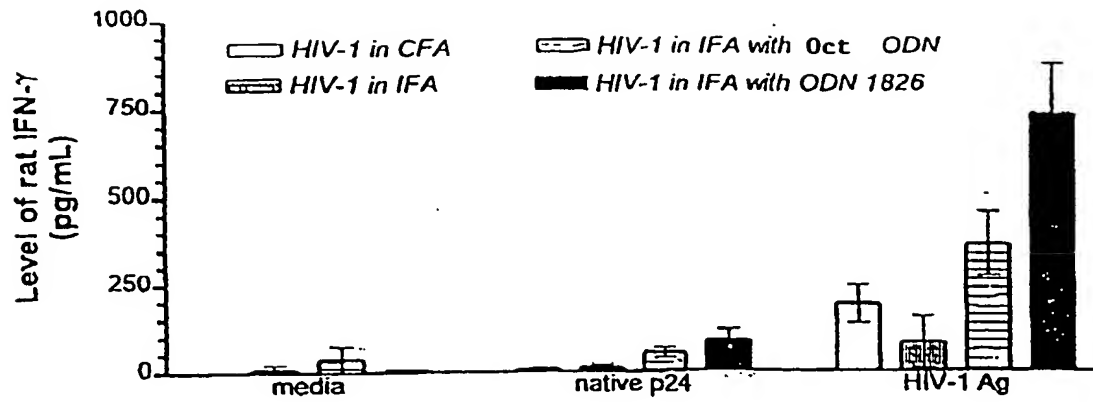 1000
HIV-1 in CFA
HIV-1 in IFA with Oct ODN
HIV-1 in IFA
HIV-1 in IFA with ODN 1826
Level of rat IFN-γ
(pg/mL)
750
500
250
0
media
native p24
HIV-1 Ag